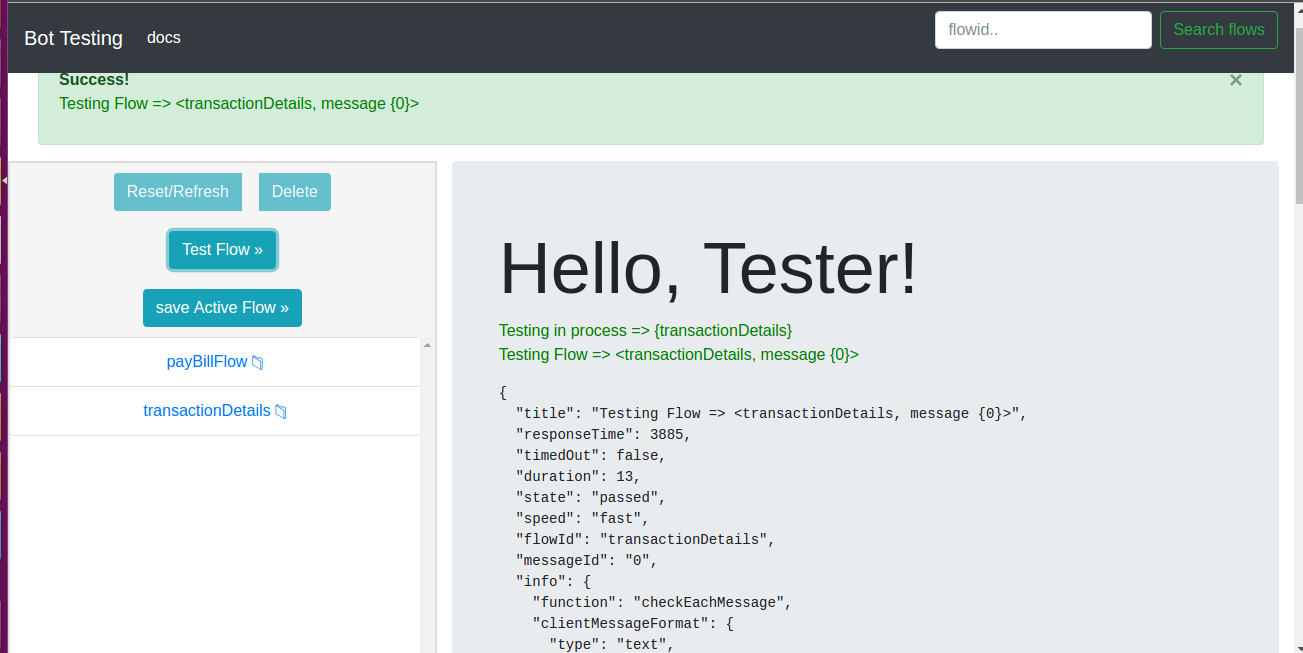 Bot Testing docs flowid.. Search flows
Success! ×
Testing Flow => <transactionDetails, message {0}>
Reset/Refresh Delete
Test Flow »
save Active Flow »
payBillFlow
transactionDetails
Hello, Tester!
Testing in process => {transactionDetails}
Testing Flow => <transactionDetails, message {0}>
{
  "title": "Testing Flow => <transactionDetails, message {0}>",
  "responseTime": 3885,
  "timedOut": false,
  "duration": 13,
  "state": "passed",
  "speed": "fast",
  "flowId": "transactionDetails",
  "messageId": "0",
  "info": {
    "function": "checkEachMessage",
    "clientMessageFormat": {
      "type": "text",